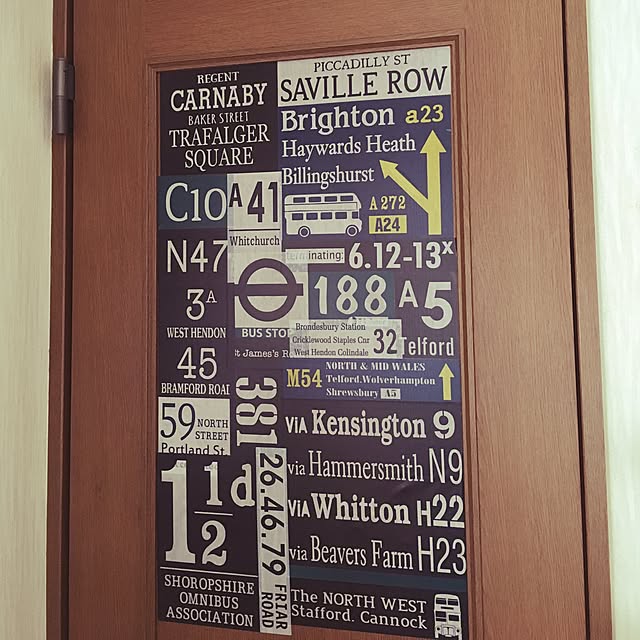 REGENT
CARNABY
BAKER STREET
TRAFALGER
SQUARE
PICCADILLY ST
SAVILLE ROW
Brighton a23
Haywards Heath
Billingshurst
A 272
A24
C10
A 41
Whitchurch
terminating: 6.12-13x
N47
3A
WEST HENDON
188
A5
BUS STOP
Brondesbury Station
Cricklewood Staples Cnr
West Hendon Colindale
32
Telford
t James's
45
BRAMFORD ROAD
M54
NORTH & MID WALES
Telford.Wolverhampton
Shrewsbury A5
381
59 NORTH
STREET
Portland St.
ViA Kensington 9
via Hammersmith N9
ViA Whitton H22
via Beavers Farm H23
1 1/2 d
26.46.79
FRIAR
ROAD
SHOROPSHIRE
OMNIBUS
ASSOCIATION
The NORTH WEST
Stafford. Cannock